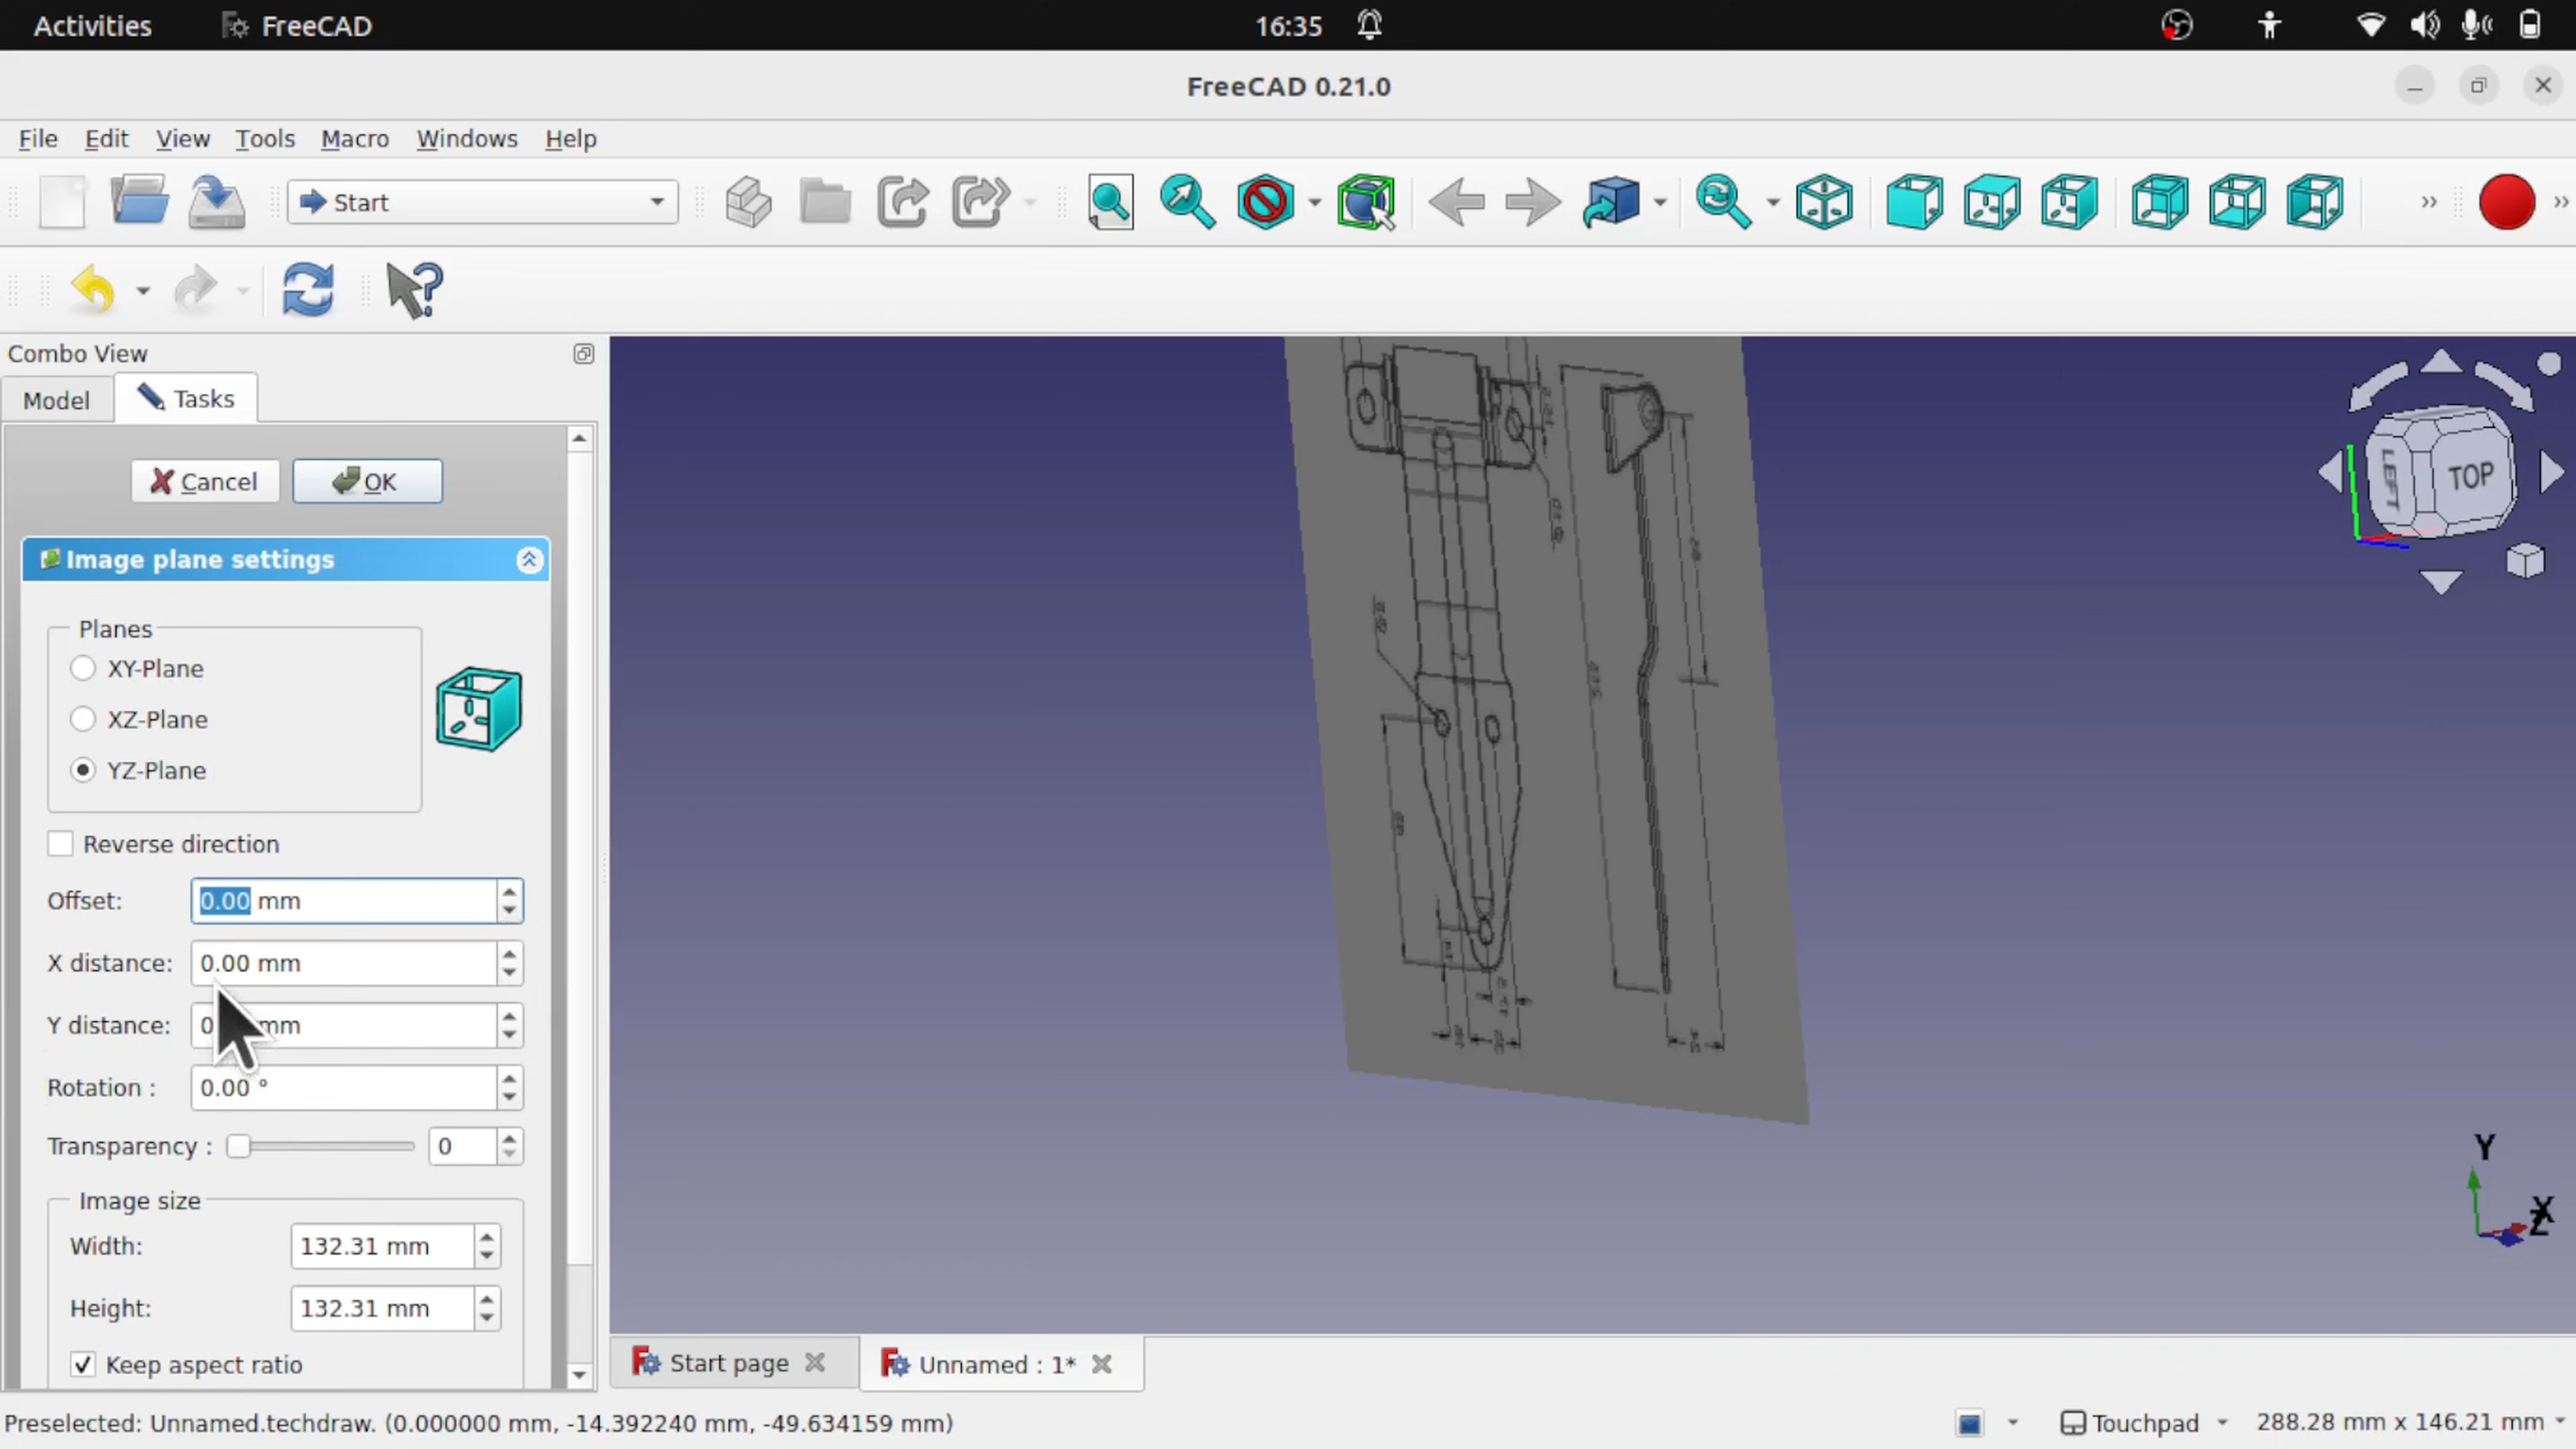 Activities
FreeCAD
16:35
FreeCAD 0.21.0
File Edit View Tools Macro Windows Help
Start
Combo View
Model
Tasks
Cancel
OK
Image plane settings
Planes
XY-Plane
XZ-Plane
YZ-Plane
Reverse direction
Offset: 0.00 mm
X distance: 0.00 mm
Y distance: 0 mm
Rotation : 0.00 °
Transparency : 0
Image size
Width: 132.31 mm
Height: 132.31 mm
Keep aspect ratio
LEFT
TOP
Y
X
Z
Start page
Unnamed : 1*
Preselected: Unnamed.techdraw. (0.000000 mm, -14.392240 mm, -49.634159 mm)
Touchpad
288.28 mm x 146.21 mm